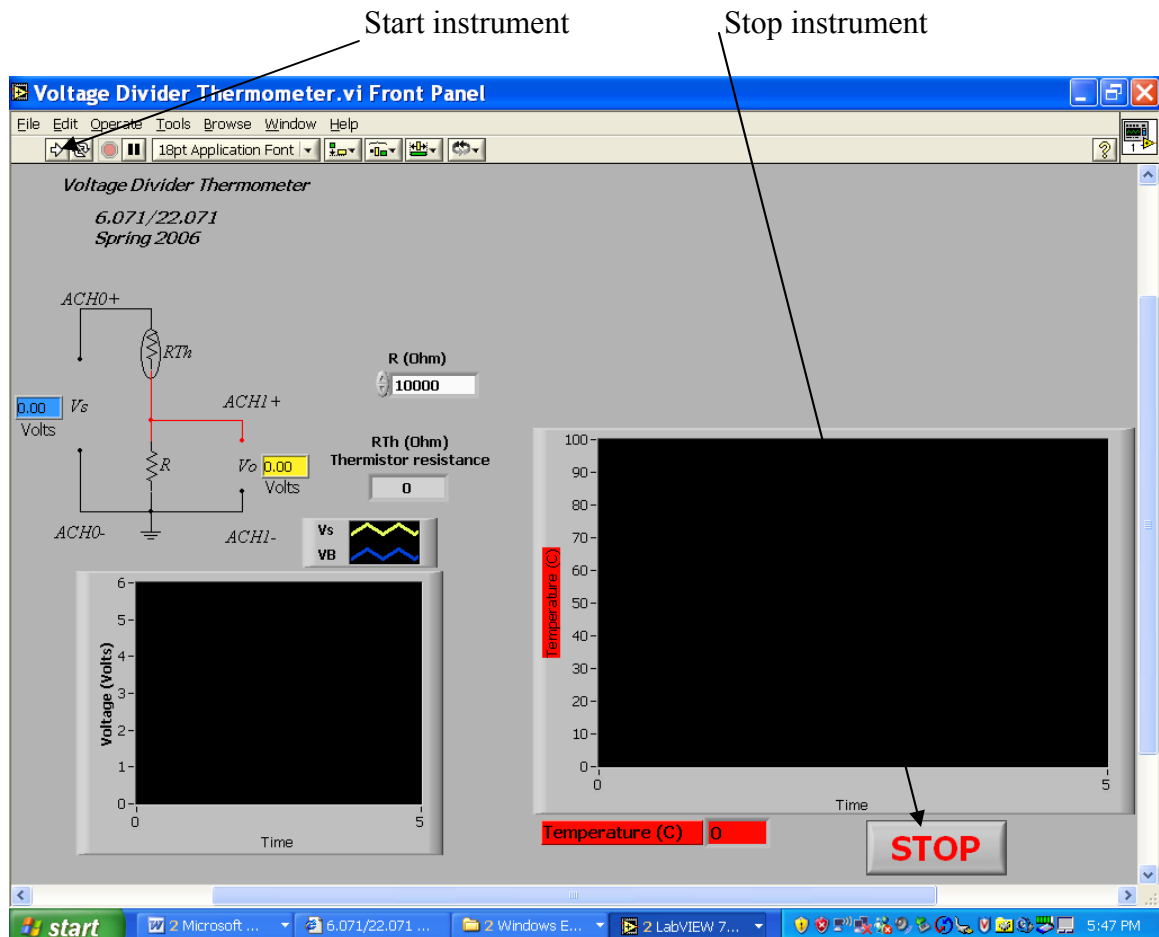 Start instrument
Stop instrument
Voltage Divider Thermometer.vi Front Panel
File Edit Operate Tools Browse Window Help
18pt Application Font
?
1
Voltage Divider Thermometer
6.071/22.071
Spring 2006
ACH0+
RTh
R (Ohm)
10000
0.00 Vs
Volts
ACH1+
RTh (Ohm)
Thermistor resistance
0
R
Vo 0.00
Volts
ACH0-
ACH1-
Vs
VB
Voltage (Volts)
6
5
4
3
2
1
0
0 5
Time
Temperature (C)
100
90
80
70
60
50
40
30
20
10
0
0 5
Time
Temperature (C) 0
STOP
start
2 Microsoft ...
6.071/22.071 ...
2 Windows E...
2 LabVIEW 7...
5:47 PM